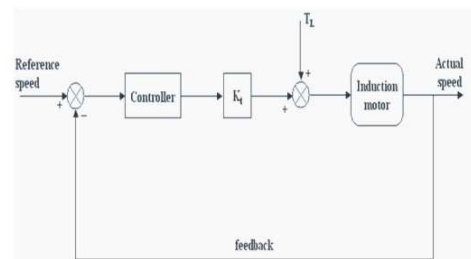 T_L
Reference
speed
Actual
speed
+
+
−
Controller
K_t
+
Induction
motor
feedback